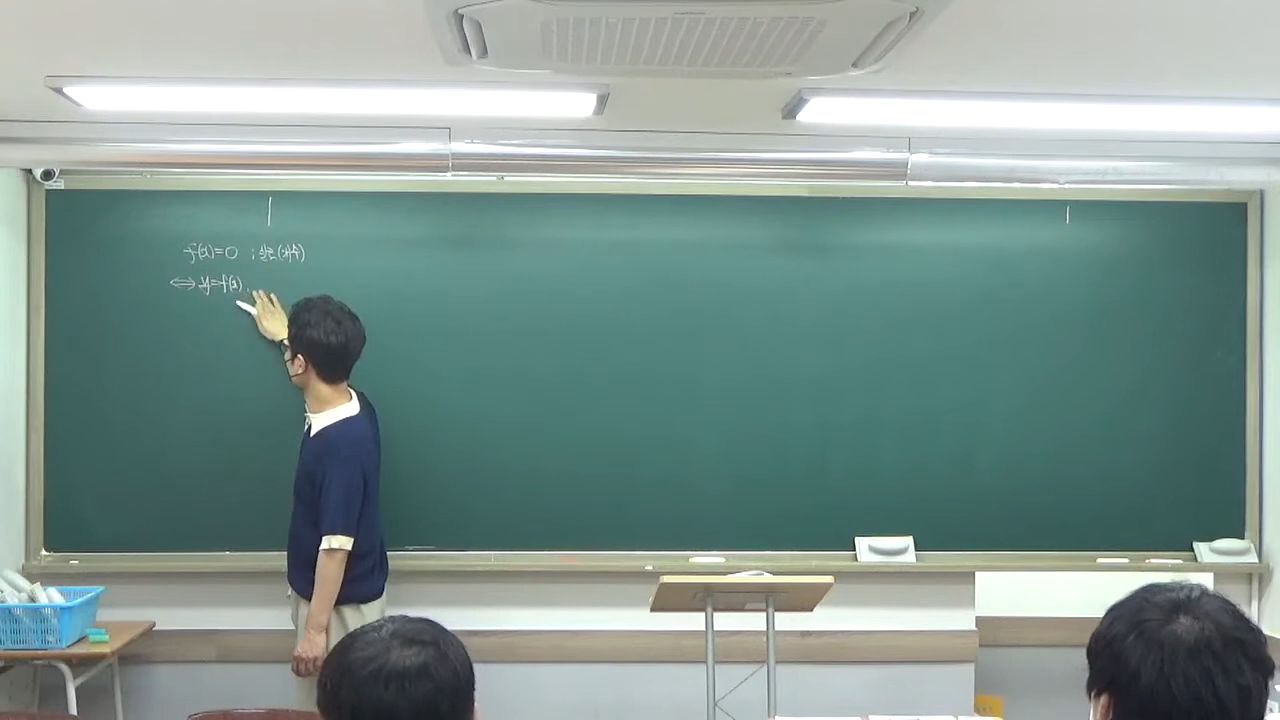 f(x)=0 ; 실근(개수)
⇔ y=f(x),